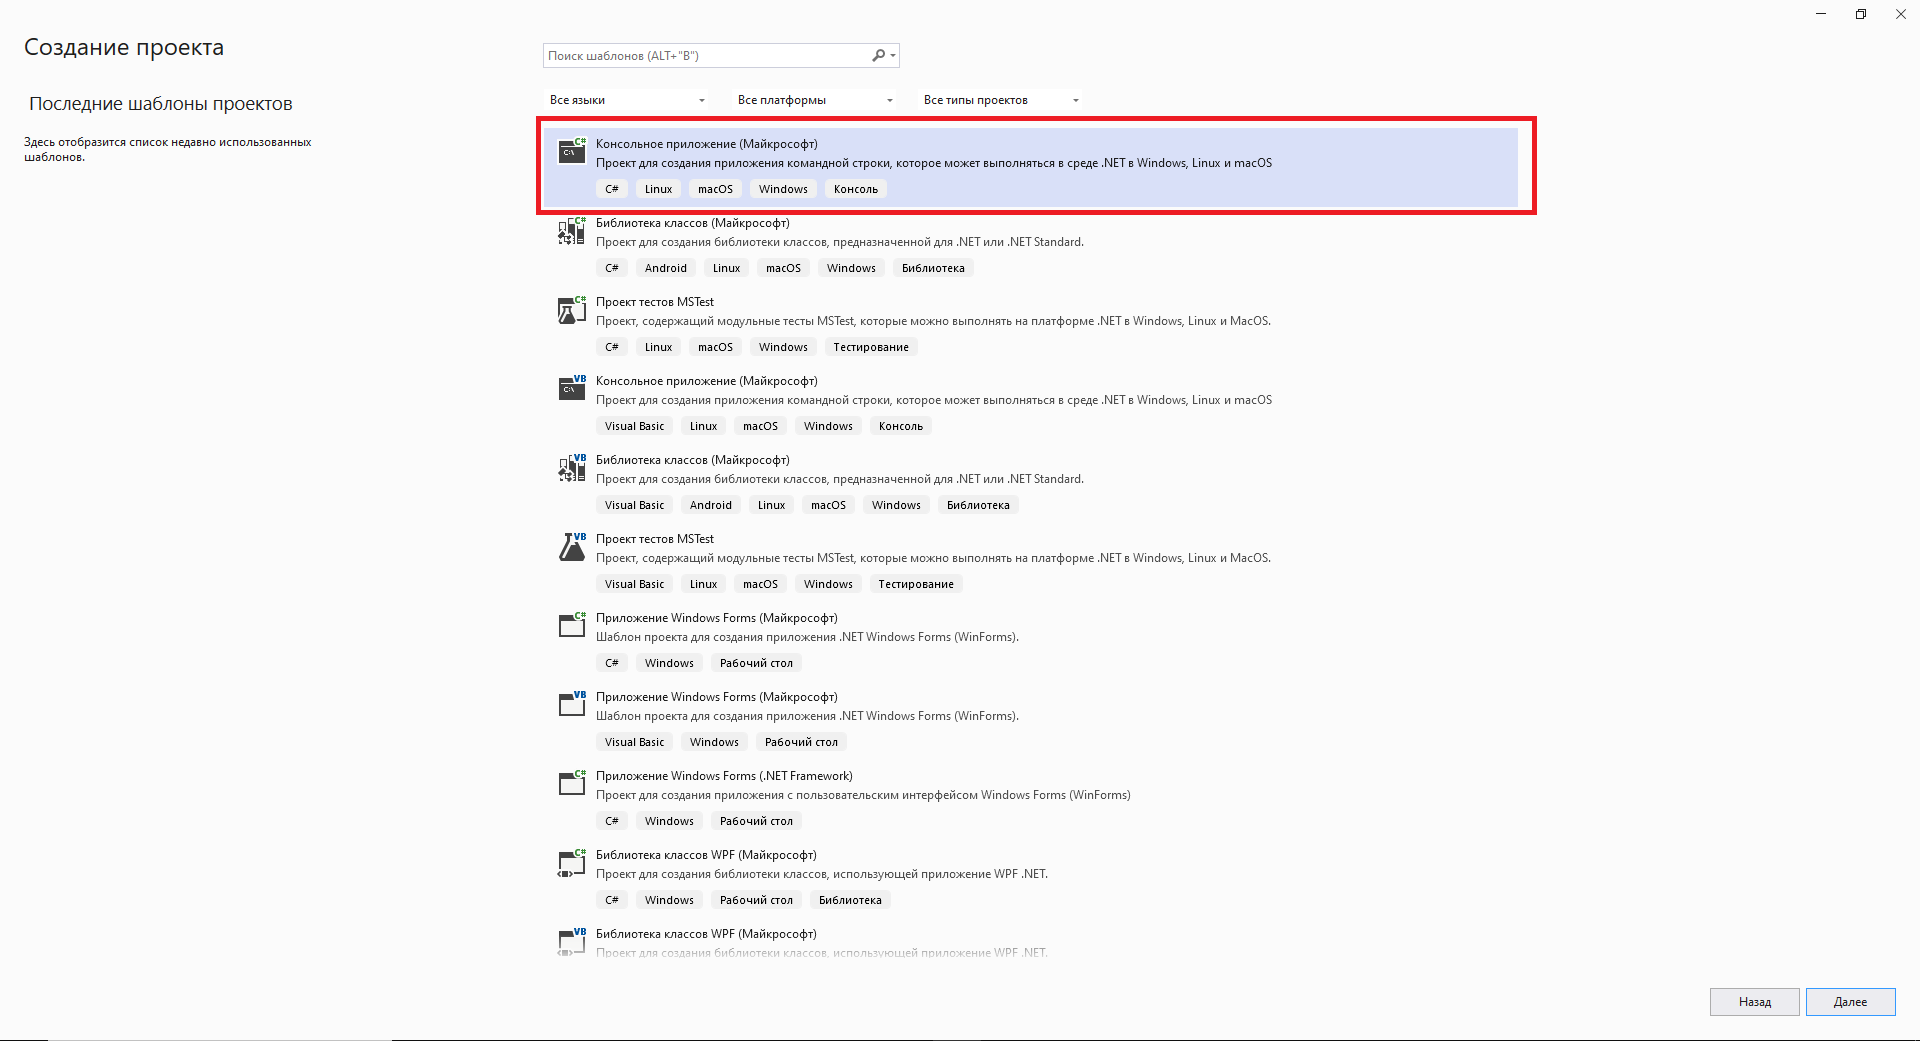 Создание проекта
Последние шаблоны проектов
Здесь отобразится список недавно использованных
шаблонов.
Поиск шаблонов (ALT+"B")
Все языки Все платформы Все типы проектов
C#
C:\
Консольное приложение (Майкрософт)
Проект для создания приложения командной строки, которое может выполняться в среде .NET в Windows, Linux и macOS
C# Linux macOS Windows Консоль
C#
Библиотека классов (Майкрософт)
Проект для создания библиотеки классов, предназначенной для .NET или .NET Standard.
C# Android Linux macOS Windows Библиотека
C#
Проект тестов MSTest
Проект, содержащий модульные тесты MSTest, которые можно выполнять на платформе .NET в Windows, Linux и MacOS.
C# Linux macOS Windows Тестирование
VB
C:\
Консольное приложение (Майкрософт)
Проект для создания приложения командной строки, которое может выполняться в среде .NET в Windows, Linux и macOS
Visual Basic Linux macOS Windows Консоль
VB
Библиотека классов (Майкрософт)
Проект для создания библиотеки классов, предназначенной для .NET или .NET Standard.
Visual Basic Android Linux macOS Windows Библиотека
VB
Проект тестов MSTest
Проект, содержащий модульные тесты MSTest, которые можно выполнять на платформе .NET в Windows, Linux и MacOS.
Visual Basic Linux macOS Windows Тестирование
C#
Приложение Windows Forms (Майкрософт)
Шаблон проекта для создания приложения .NET Windows Forms (WinForms).
C# Windows Рабочий стол
VB
Приложение Windows Forms (Майкрософт)
Шаблон проекта для создания приложения .NET Windows Forms (WinForms).
Visual Basic Windows Рабочий стол
C#
Приложение Windows Forms (.NET Framework)
Проект для создания приложения с пользовательским интерфейсом Windows Forms (WinForms)
C# Windows Рабочий стол
C#
Библиотека классов WPF (Майкрософт)
Проект для создания библиотеки классов, использующей приложение WPF .NET.
C# Windows Рабочий стол Библиотека
VB
Библиотека классов WPF (Майкрософт)
Проект для создания библиотеки классов, использующей приложение WPF .NET.
Назад Далее